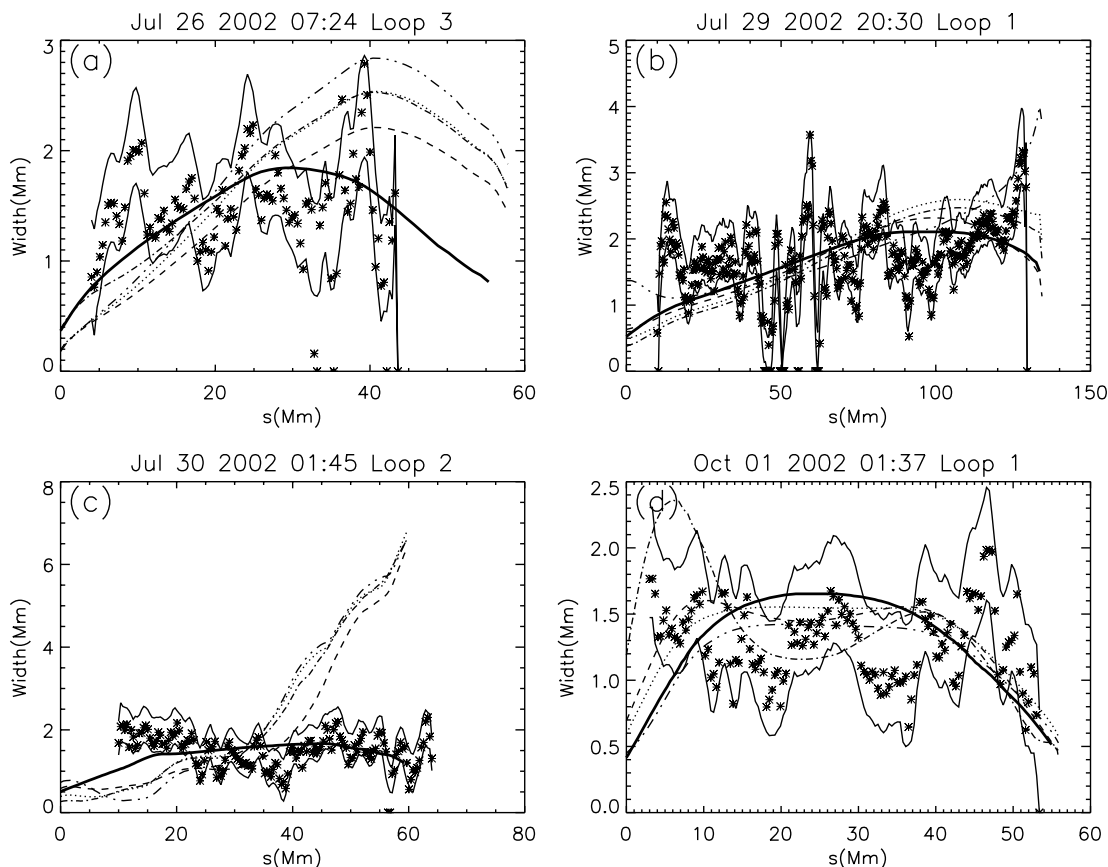 Jul 26 2002 07:24 Loop 3
(a)
3
2
1
0
Width(Mm)
0 20 40 60
s(Mm)
Jul 29 2002 20:30 Loop 1
(b)
5
4
3
2
1
0
Width(Mm)
0 50 100 150
s(Mm)
Jul 30 2002 01:45 Loop 2
(c)
8
6
4
2
0
Width(Mm)
0 20 40 60 80
s(Mm)
Oct 01 2002 01:37 Loop 1
(d)
2.5
2.0
1.5
1.0
0.5
0.0
Width(Mm)
0 10 20 30 40 50 60
s(Mm)